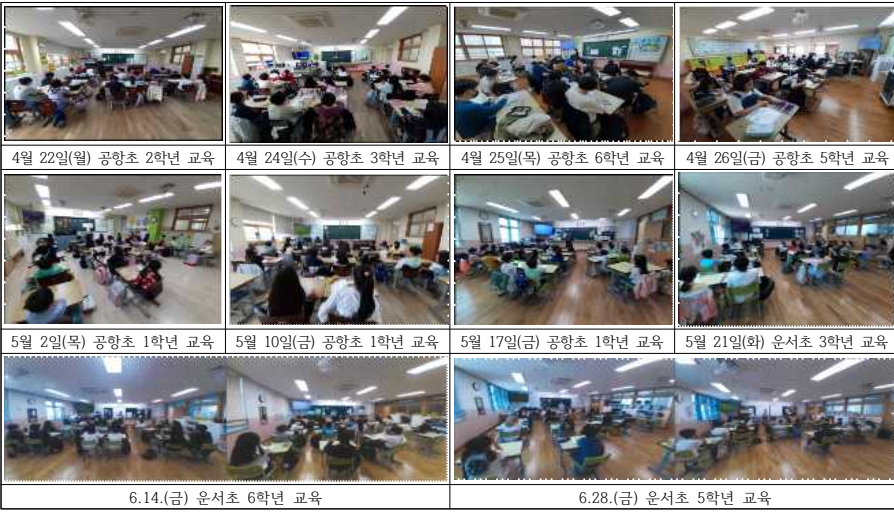 4월 22일(월) 공항초 2학년 교육
4월 24일(수) 공항초 3학년 교육
4월 25일(목) 공항초 6학년 교육
4월 26일(금) 공항초 5학년 교육
5월 2일(목) 공항초 1학년 교육
5월 10일(금) 공항초 1학년 교육
5월 17일(금) 공항초 1학년 교육
5월 21일(화) 운서초 3학년 교육
6.14.(금) 운서초 6학년 교육
6.28.(금) 운서초 5학년 교육